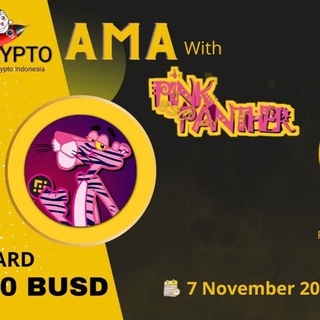 YPTO
ypto Indonesia
AMA With
PINK
PANTHER
ARD
0 BUSD
7 November 20